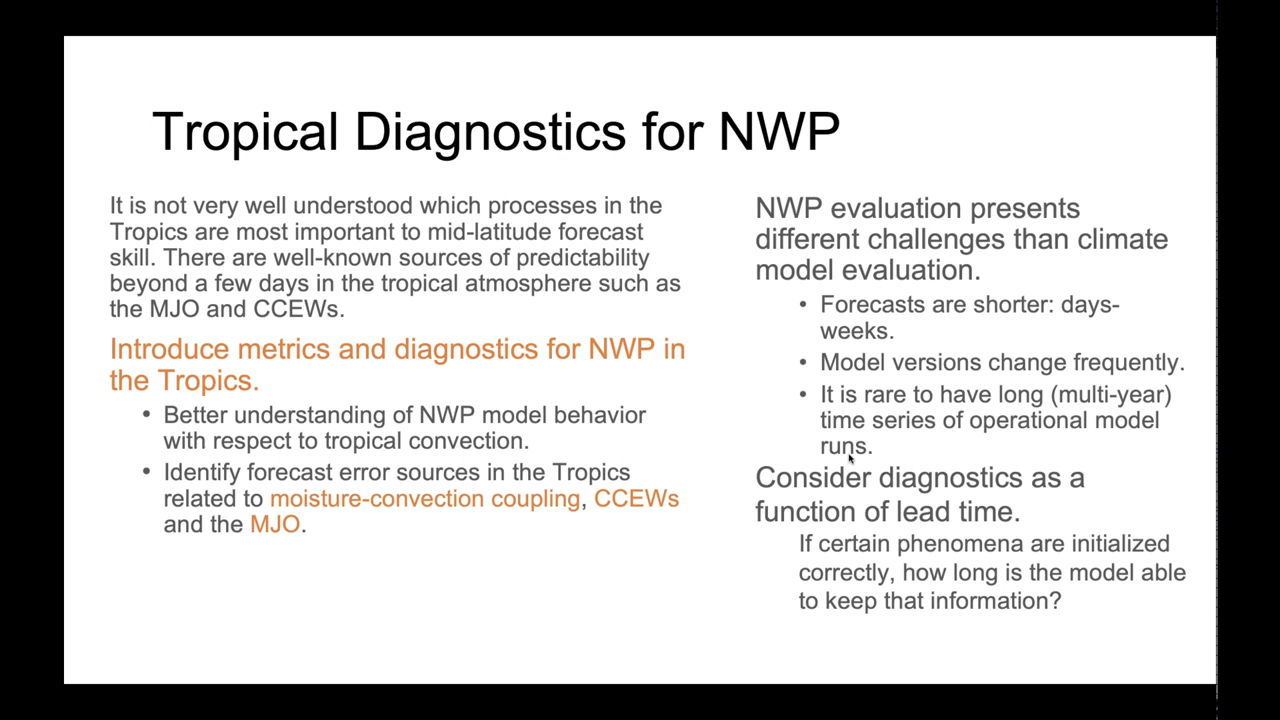 Tropical Diagnostics for NWP
It is not very well understood which processes in the
Tropics are most important to mid-latitude forecast
skill. There are well-known sources of predictability
beyond a few days in the tropical atmosphere such as
the MJO and CCEWs.
Introduce metrics and diagnostics for NWP in
the Tropics.
• Better understanding of NWP model behavior
with respect to tropical convection.
• Identify forecast error sources in the Tropics
related to moisture-convection coupling, CCEWs
and the MJO.
NWP evaluation presents
different challenges than climate
model evaluation.
• Forecasts are shorter: days-
weeks.
• Model versions change frequently.
• It is rare to have long (multi-year)
time series of operational model
runs.
Consider diagnostics as a
function of lead time.
If certain phenomena are initialized
correctly, how long is the model able
to keep that information?